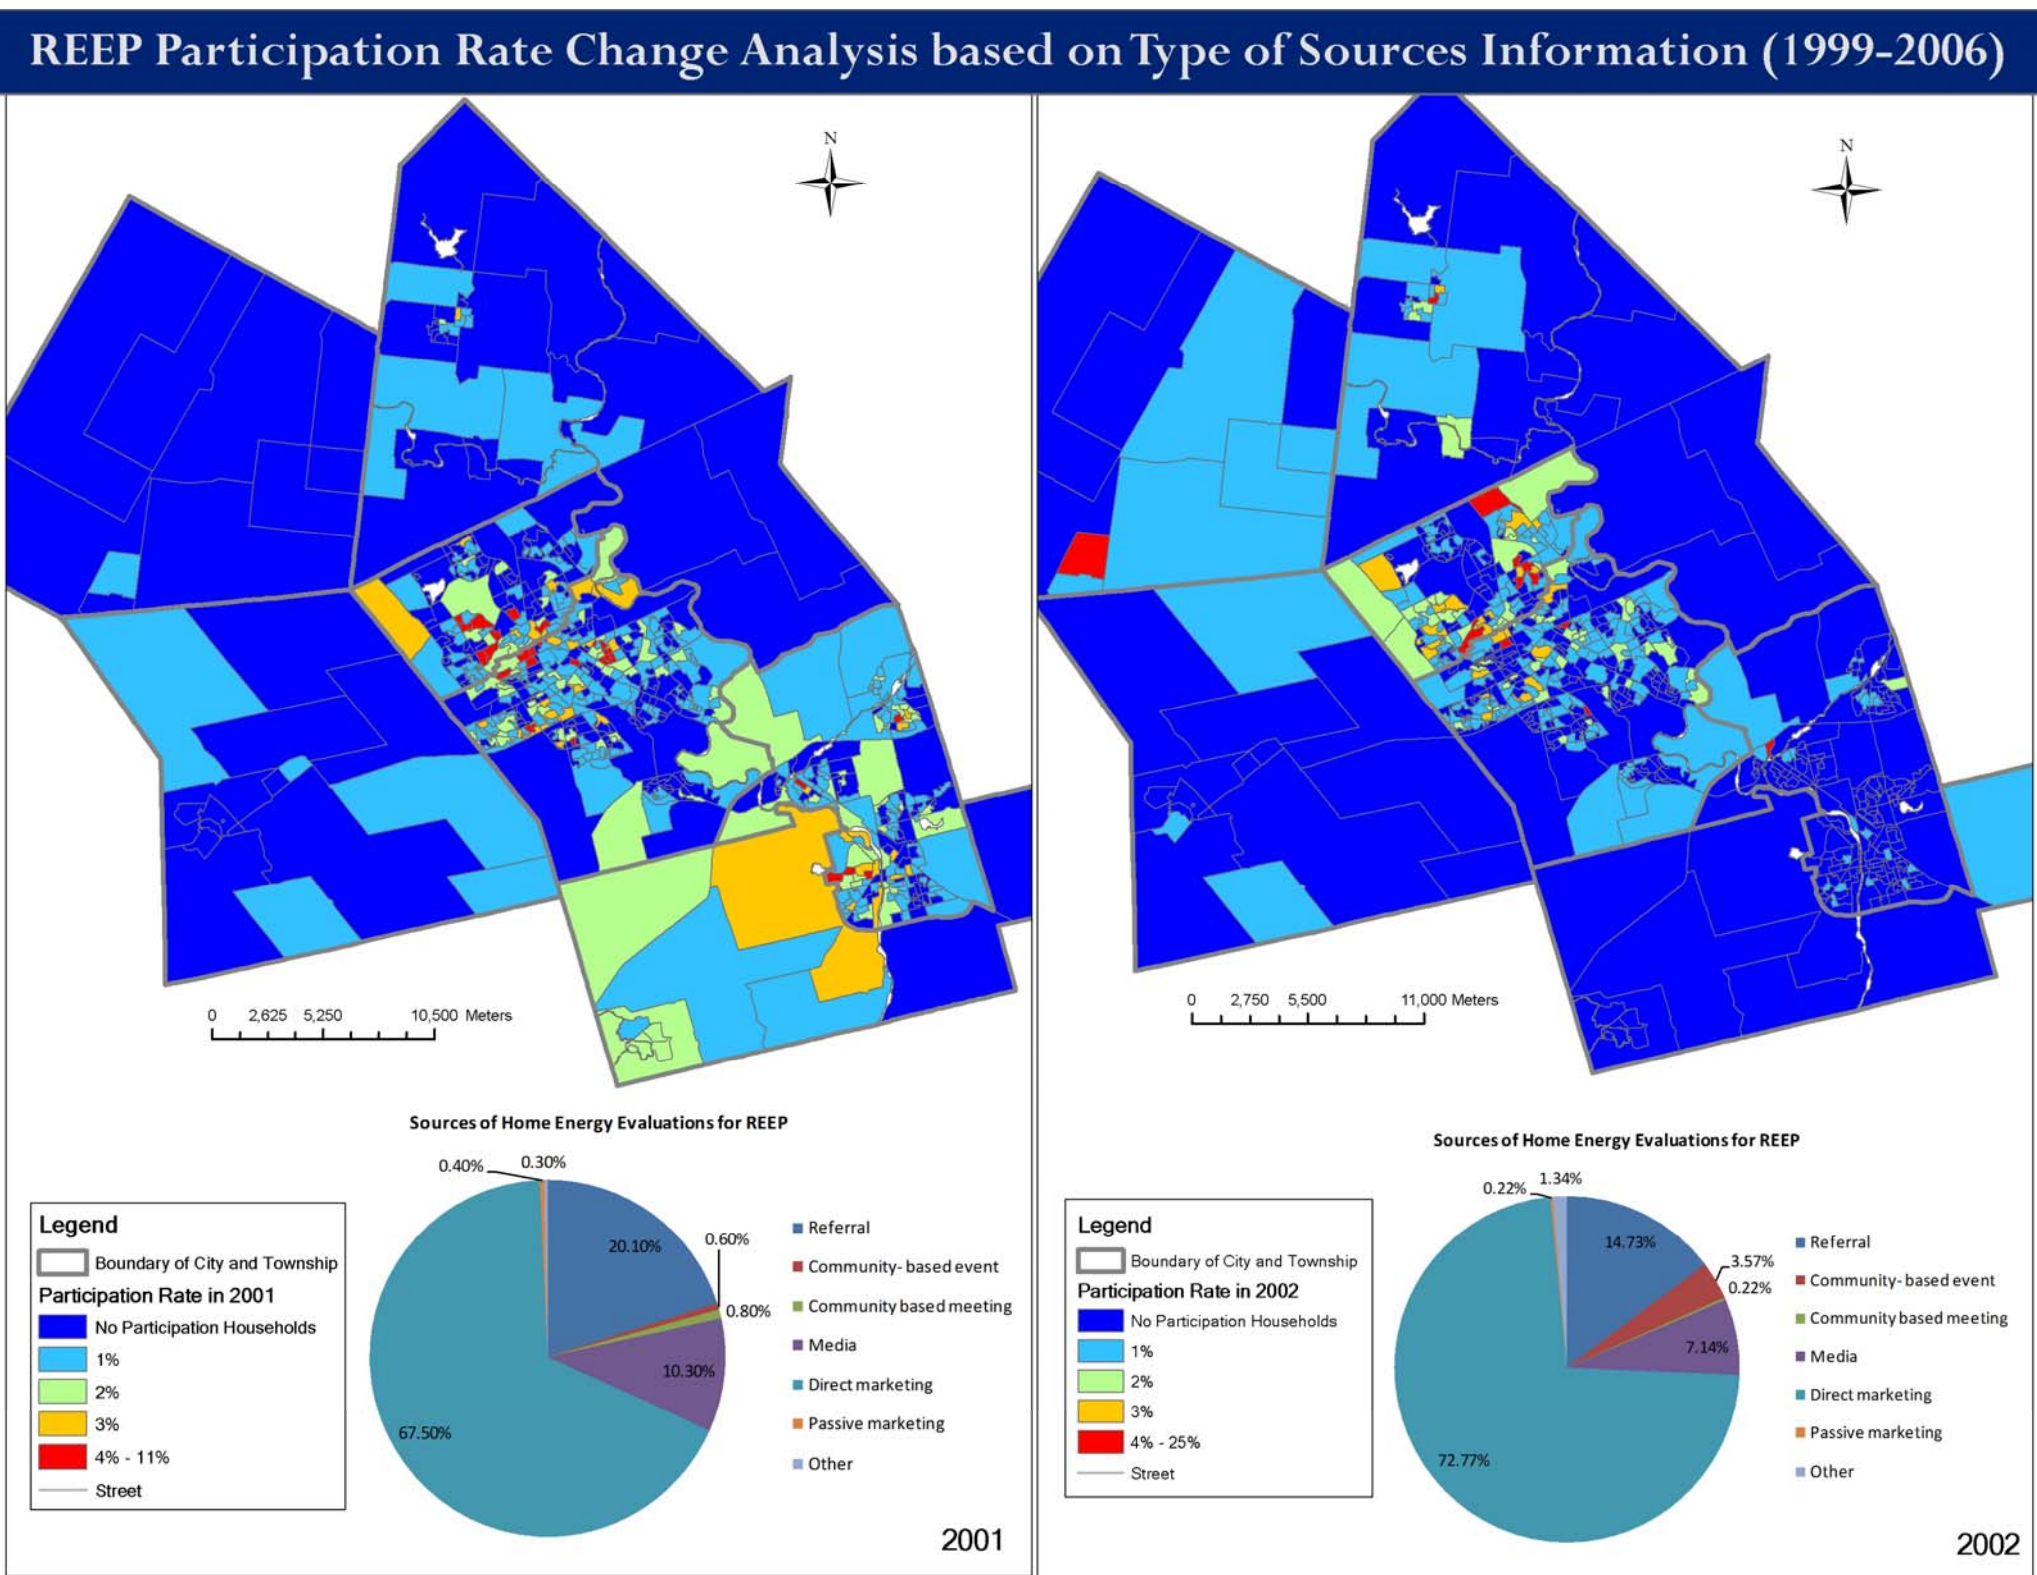 REEP Participation Rate Change Analysis based on Type of Sources Information (1999-2006)
N
0 2,625 5,250 10,500 Meters
Sources of Home Energy Evaluations for REEP
0.40%
0.30%
20.10%
0.60%
0.80%
10.30%
67.50%
Referral
Community- based event
Community based meeting
Media
Direct marketing
Passive marketing
Other
Legend
Boundary of City and Township
Participation Rate in 2001
No Participation Households
1%
2%
3%
4% - 11%
Street
2001
N
0 2,750 5,500 11,000 Meters
Sources of Home Energy Evaluations for REEP
0.22%
1.34%
14.73%
3.57%
0.22%
7.14%
72.77%
Referral
Community- based event
Community based meeting
Media
Direct marketing
Passive marketing
Other
Legend
Boundary of City and Township
Participation Rate in 2002
No Participation Households
1%
2%
3%
4% - 25%
Street
2002